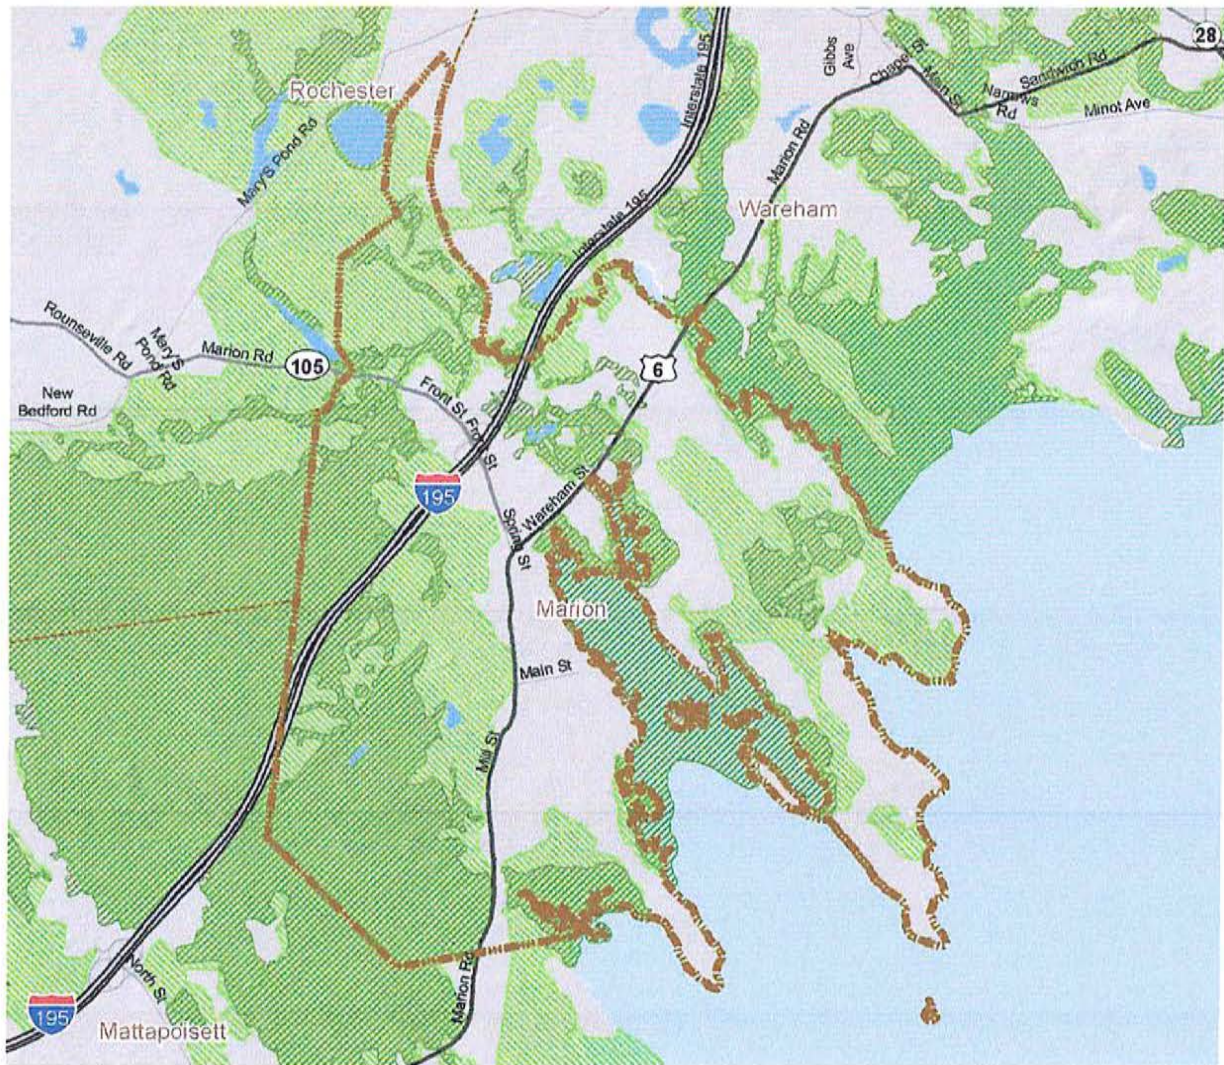 28
Gibbs
Ave
Chapel St
Main St
Sandwich Rd
Narrows
Rd
Minot Ave
Interstate 195
Rochester
Mary'S Pond Rd
Marion Rd
Wareham
Interstate 195
Rounseville Rd
Mary'S
Pond Rd
Marion Rd
105
6
New
Bedford Rd
Front St
Front St
195
Wareham St
Spring St
Marion
Main St
Mill St
Marion Rd
North St
195
Mattapoisett